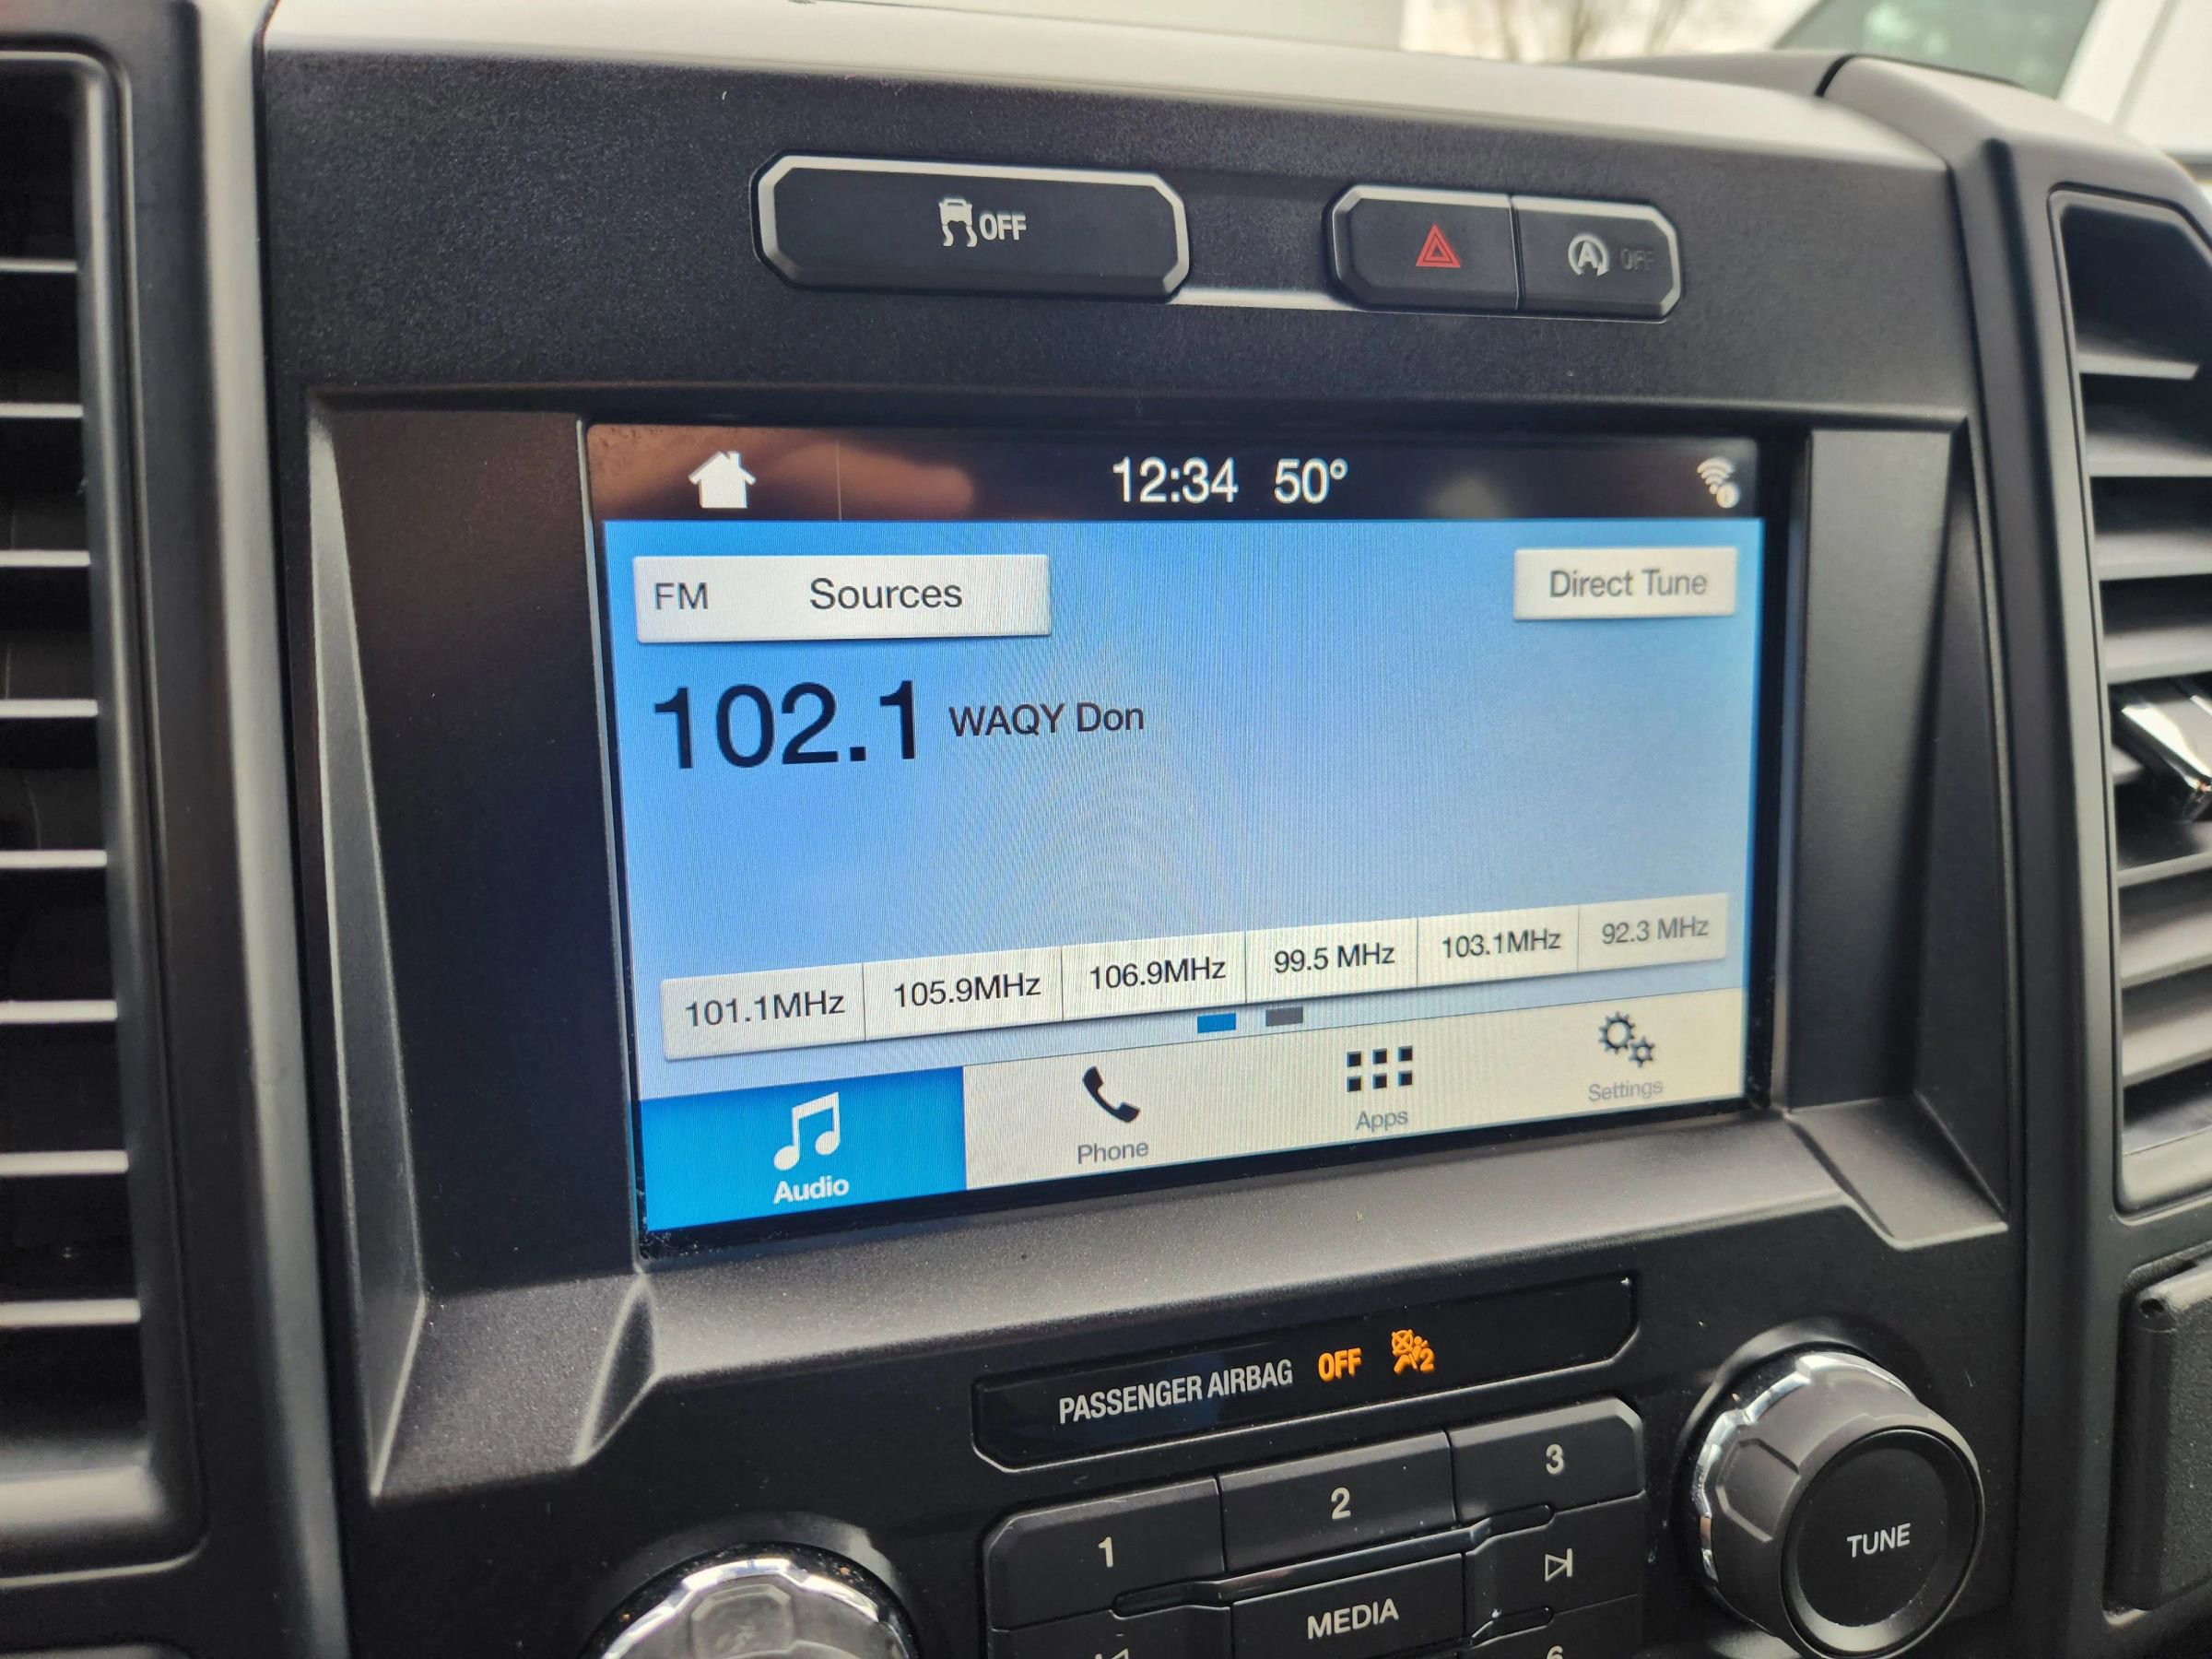 OFF
A OFF
12:34 50°
FM Sources
Direct Tune
102.1 WAQY Don
101.1MHz 105.9MHz 106.9MHz 99.5 MHz 103.1MHz 92.3 MHz
Audio
Phone
Apps
Settings
PASSENGER AIRBAG OFF 2
1
2
3
MEDIA
TUNE
6